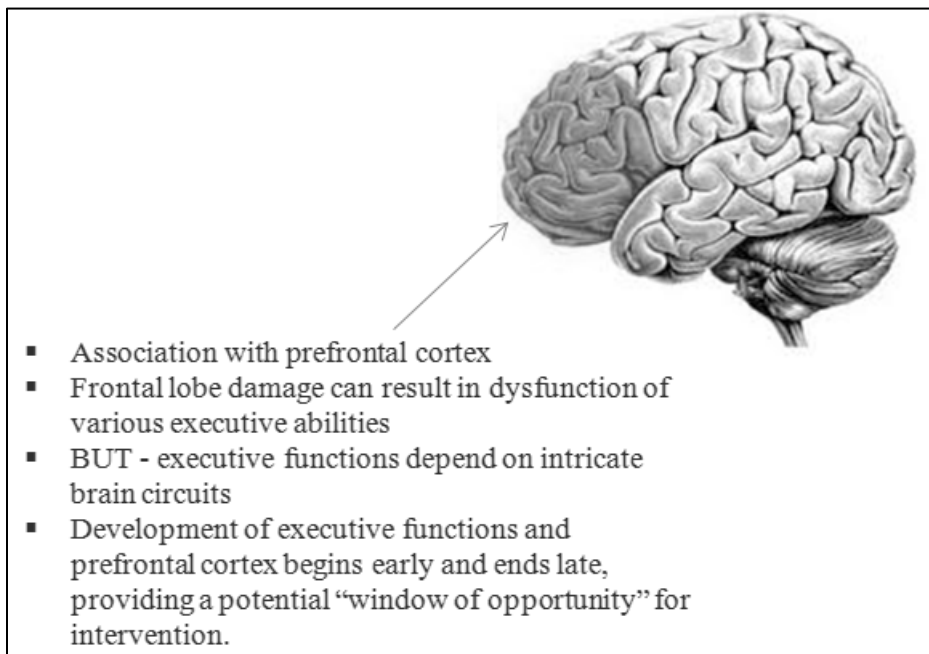 ▪ Association with prefrontal cortex
▪ Frontal lobe damage can result in dysfunction of
various executive abilities
▪ BUT - executive functions depend on intricate
brain circuits
▪ Development of executive functions and
prefrontal cortex begins early and ends late,
providing a potential “window of opportunity” for
intervention.